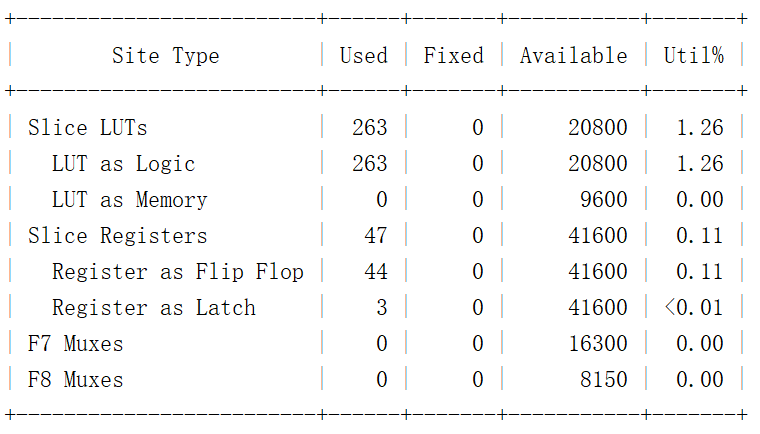 +-------------------------+------+-------+-----------+-------+
|        Site Type        | Used | Fixed | Available | Util% |
+-------------------------+------+-------+-----------+-------+
| Slice LUTs              |  263 |     0 |     20800 |  1.26 |
|   LUT as Logic          |  263 |     0 |     20800 |  1.26 |
|   LUT as Memory         |    0 |     0 |      9600 |  0.00 |
| Slice Registers         |   47 |     0 |     41600 |  0.11 |
|   Register as Flip Flop |   44 |     0 |     41600 |  0.11 |
|   Register as Latch     |    3 |     0 |     41600 | <0.01 |
| F7 Muxes                |    0 |     0 |     16300 |  0.00 |
| F8 Muxes                |    0 |     0 |      8150 |  0.00 |
+-------------------------+------+-------+-----------+-------+